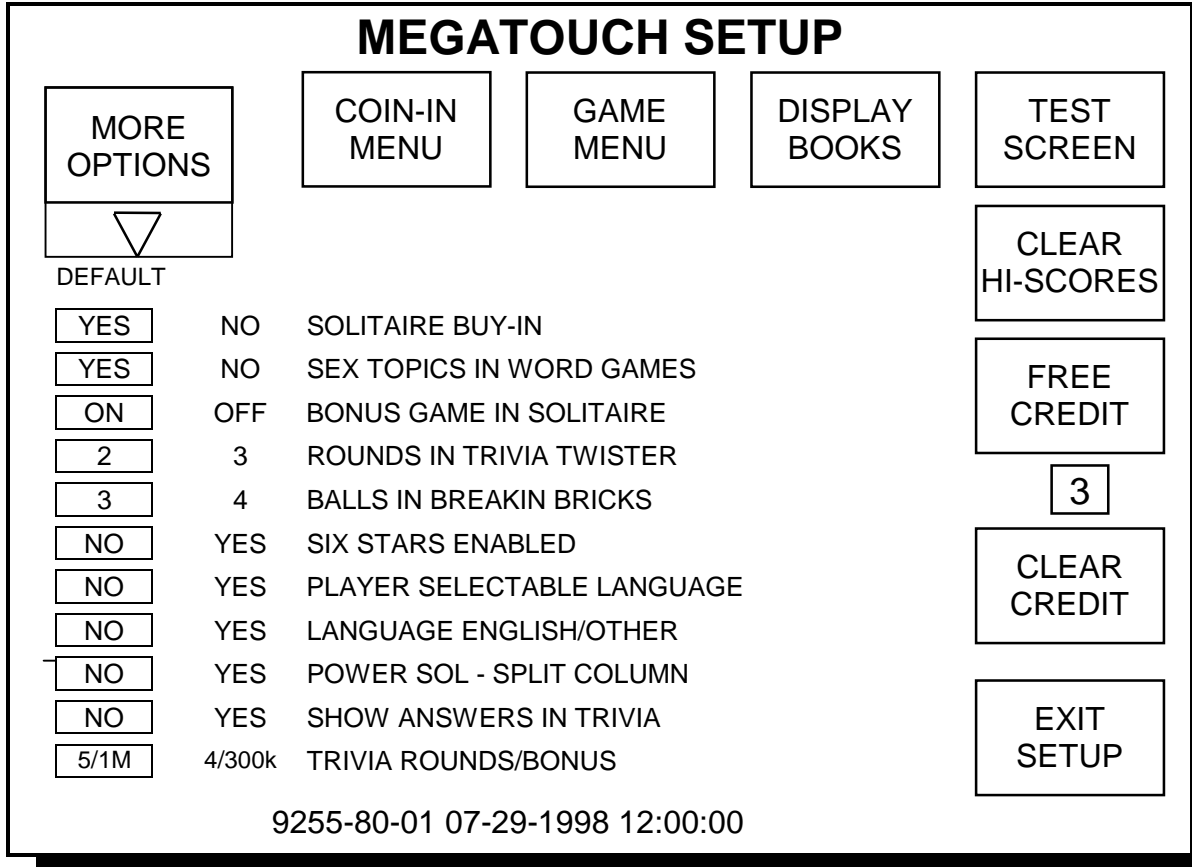 MEGATOUCH SETUP
MORE
OPTIONS
COIN-IN
MENU
GAME
MENU
DISPLAY
BOOKS
TEST
SCREEN
CLEAR
HI-SCORES
DEFAULT
YES NO SOLITAIRE BUY-IN
YES NO SEX TOPICS IN WORD GAMES
ON OFF BONUS GAME IN SOLITAIRE
2 3 ROUNDS IN TRIVIA TWISTER
3 4 BALLS IN BREAKIN BRICKS
NO YES SIX STARS ENABLED
NO YES PLAYER SELECTABLE LANGUAGE
NO YES LANGUAGE ENGLISH/OTHER
NO YES POWER SOL - SPLIT COLUMN
NO YES SHOW ANSWERS IN TRIVIA
5/1M 4/300k TRIVIA ROUNDS/BONUS
FREE
CREDIT
3
CLEAR
CREDIT
EXIT
SETUP
9255-80-01 07-29-1998 12:00:00